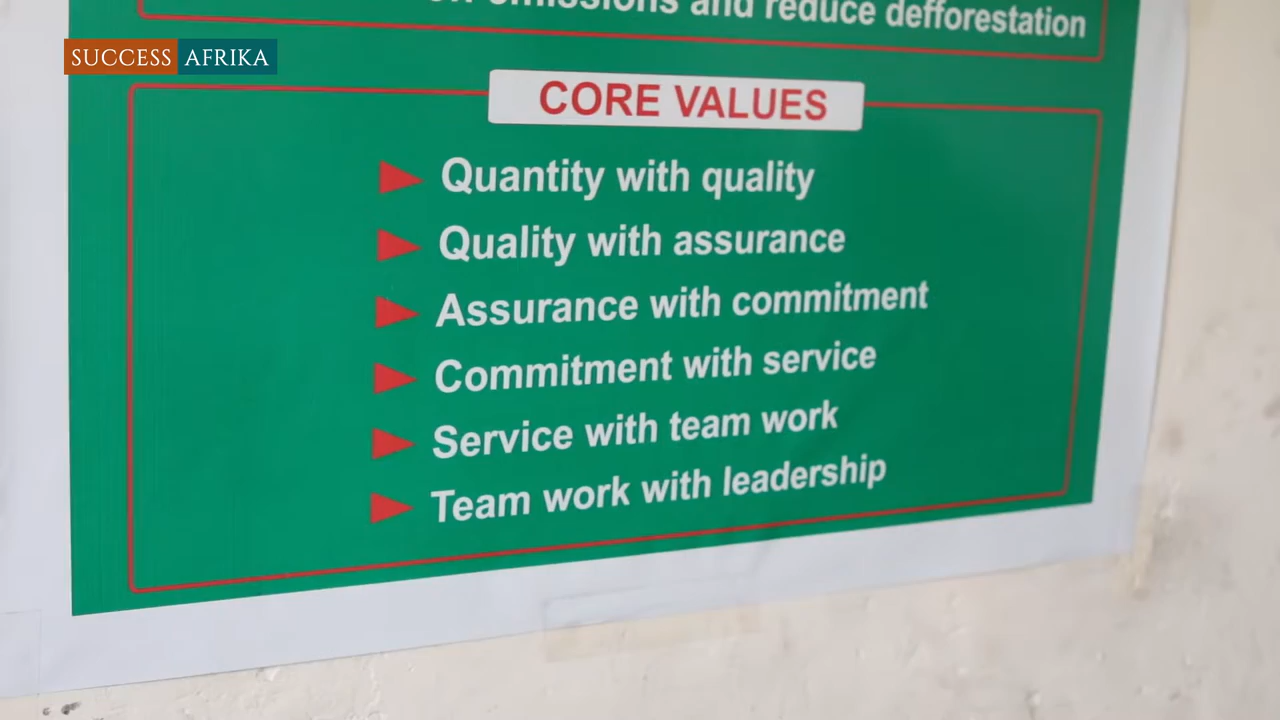 emissions and reduce defforestation
SUCCESS AFRIKA
CORE VALUES
Quantity with quality
Quality with assurance
Assurance with commitment
Commitment with service
Service with team work
Team work with leadership